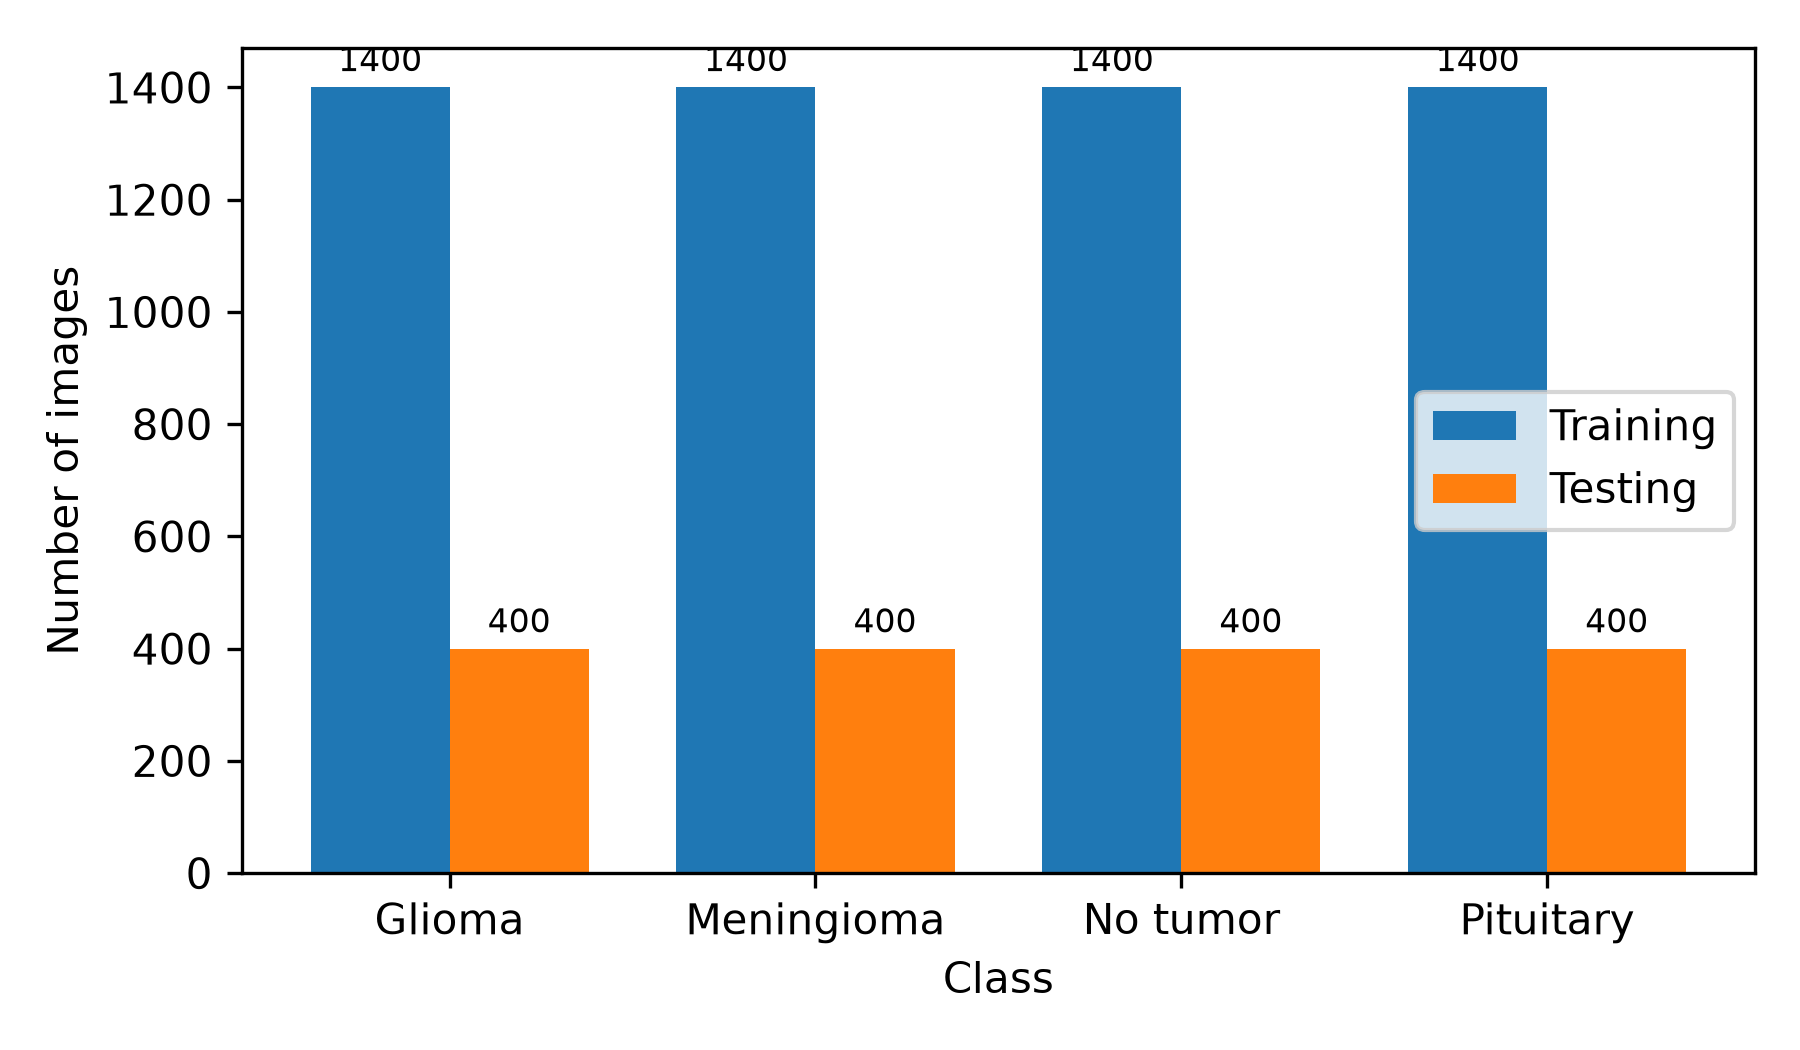 1400 1400 1400 1400
1400
1200
1000
800
600
400
200
0
Number of images
Training
Testing
400 400 400 400
Glioma Meningioma No tumor Pituitary
Class